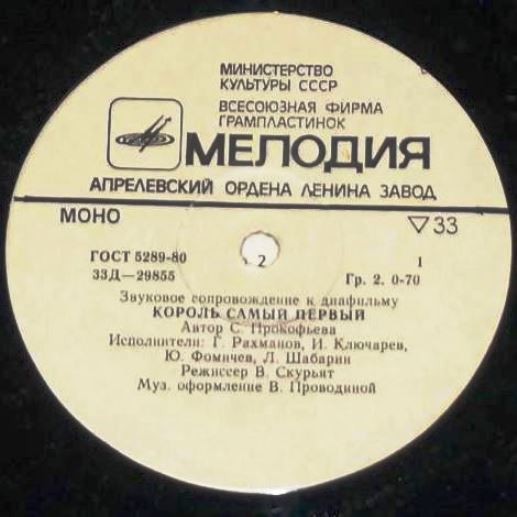 МИНИСТЕРСТВО
КУЛЬТУРЫ СССР
ВСЕСОЮЗНАЯ ФИРМА
ГРАМПЛАСТИНОК
МЕЛОДИЯ
АПРЕЛЕВСКИЙ ОРДЕНА ЛЕНИНА ЗАВОД
МОНО ▽33
ГОСТ 5289-80 2 1
33Д—29855 Гр. 2. 0-70
Звуковое сопровождение к диафильму
КОРОЛЬ САМЫЙ ПЕРВЫЙ
Автор С. Прокофьева
Исполнители: Г. Рахманов, И. Ключарев,
Ю. Фомичев, Л. Шабарин
Режиссер В. Скурьят
Муз. оформление В. Проводиной